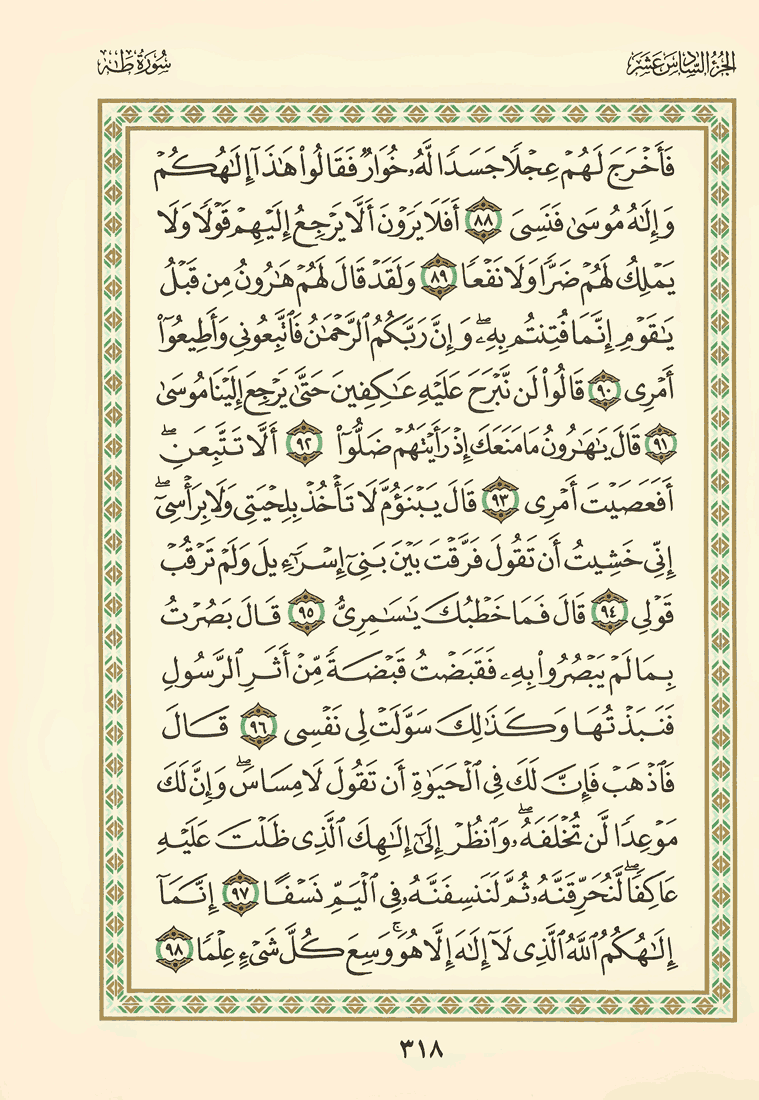 الجزء السادس عشر
سورة طه
فَأَخْرَجَ لَهُمْ عِجْلًا جَسَدًا لَّهُۥ خُوَارٌ فَقَالُوا۟ هَٰذَآ إِلَٰهُكُمْ
وَإِلَٰهُ مُوسَىٰ فَنَسِىَ ٨٨ أَفَلَا يَرَوْنَ أَلَّا يَرْجِعُ إِلَيْهِمْ قَوْلًا وَلَا
يَمْلِكُ لَهُمْ ضَرًّا وَلَا نَفْعًا ٨٩ وَلَقَدْ قَالَ لَهُمْ هَٰرُونُ مِن قَبْلُ
يَٰقَوْمِ إِنَّمَا فُتِنتُم بِهِۦ ۖ وَإِنَّ رَبَّكُمُ ٱلرَّحْمَٰنُ فَٱتَّبِعُونِى وَأَطِيعُوٓا۟
أَمْرِى ٩٠ قَالُوا۟ لَن نَّبْرَحَ عَلَيْهِ عَٰكِفِينَ حَتَّىٰ يَرْجِعَ إِلَيْنَا مُوسَىٰ
٩١ قَالَ يَٰهَٰرُونُ مَا مَنَعَكَ إِذْ رَأَيْتَهُمْ ضَلُّوٓا۟ ٩٢ أَلَّا تَتَّبِعَنِ ۖ
أَفَعَصَيْتَ أَمْرِى ٩٣ قَالَ يَبْنَؤُمَّ لَا تَأْخُذْ بِلِحْيَتِى وَلَا بِرَأْسِىٓ ۖ
إِنِّى خَشِيتُ أَن تَقُولَ فَرَّقْتَ بَيْنَ بَنِىٓ إِسْرَٰٓءِيلَ وَلَمْ تَرْقُبْ
قَوْلِى ٩٤ قَالَ فَمَا خَطْبُكَ يَٰسَٰمِرِىُّ ٩٥ قَالَ بَصُرْتُ
بِمَا لَمْ يَبْصُرُوا۟ بِهِۦ فَقَبَضْتُ قَبْضَةً مِّنْ أَثَرِ ٱلرَّسُولِ
فَنَبَذْتُهَا وَكَذَٰلِكَ سَوَّلَتْ لِى نَفْسِى ٩٦ قَالَ
فَٱذْهَبْ فَإِنَّ لَكَ فِى ٱلْحَيَوٰةِ أَن تَقُولَ لَا مِسَاسَ ۖ وَإِنَّ لَكَ
مَوْعِدًا لَّن تُخْلَفَهُۥ ۖ وَٱنظُرْ إِلَىٰٓ إِلَٰهِكَ ٱلَّذِى ظَلْتَ عَلَيْهِ
عَاكِفًا ۖ لَّنُحَرِّقَنَّهُۥ ثُمَّ لَنَنسِفَنَّهُۥ فِى ٱلْيَمِّ نَسْفًا ٩٧ إِنَّمَآ
إِلَٰهُكُمُ ٱللَّهُ ٱلَّذِى لَآ إِلَٰهَ إِلَّا هُوَ ۚ وَسِعَ كُلَّ شَىْءٍ عِلْمًا ٩٨
٣١٨